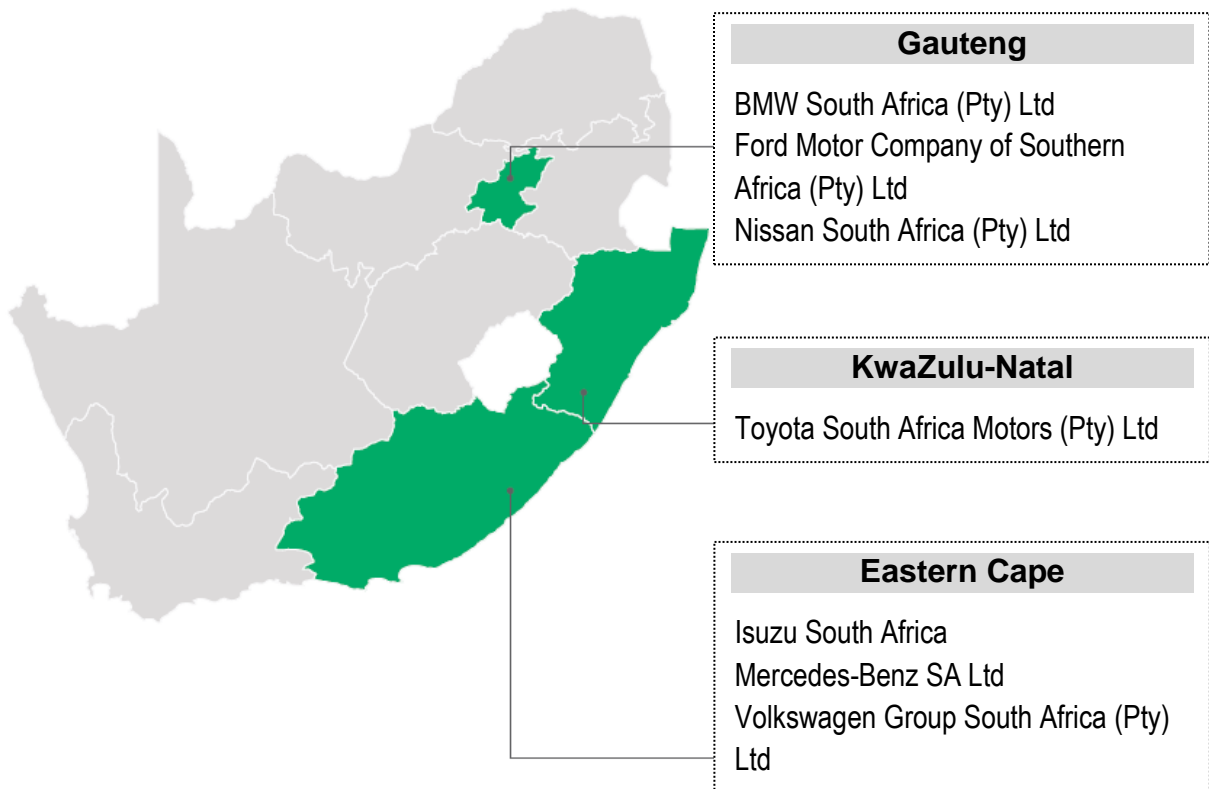 Gauteng
BMW South Africa (Pty) Ltd
Ford Motor Company of Southern
Africa (Pty) Ltd
Nissan South Africa (Pty) Ltd
KwaZulu-Natal
Toyota South Africa Motors (Pty) Ltd
Eastern Cape
Isuzu South Africa
Mercedes-Benz SA Ltd
Volkswagen Group South Africa (Pty)
Ltd